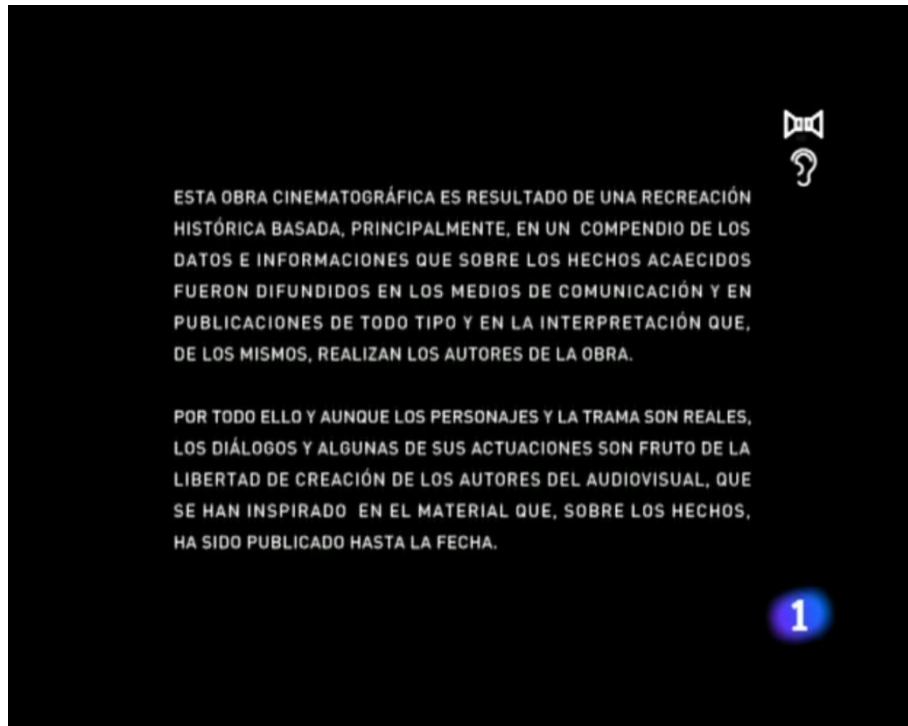 ESTA OBRA CINEMATOGRÁFICA ES RESULTADO DE UNA RECREACIÓN
HISTÓRICA BASADA, PRINCIPALMENTE, EN UN COMPENDIO DE LOS
DATOS E INFORMACIONES QUE SOBRE LOS HECHOS ACAECIDOS
FUERON DIFUNDIDOS EN LOS MEDIOS DE COMUNICACIÓN Y EN
PUBLICACIONES DE TODO TIPO Y EN LA INTERPRETACIÓN QUE,
DE LOS MISMOS, REALIZAN LOS AUTORES DE LA OBRA.
POR TODO ELLO Y AUNQUE LOS PERSONAJES Y LA TRAMA SON REALES,
LOS DIÁLOGOS Y ALGUNAS DE SUS ACTUACIONES SON FRUTO DE LA
LIBERTAD DE CREACIÓN DE LOS AUTORES DEL AUDIOVISUAL, QUE
SE HAN INSPIRADO EN EL MATERIAL QUE, SOBRE LOS HECHOS,
HA SIDO PUBLICADO HASTA LA FECHA.
1